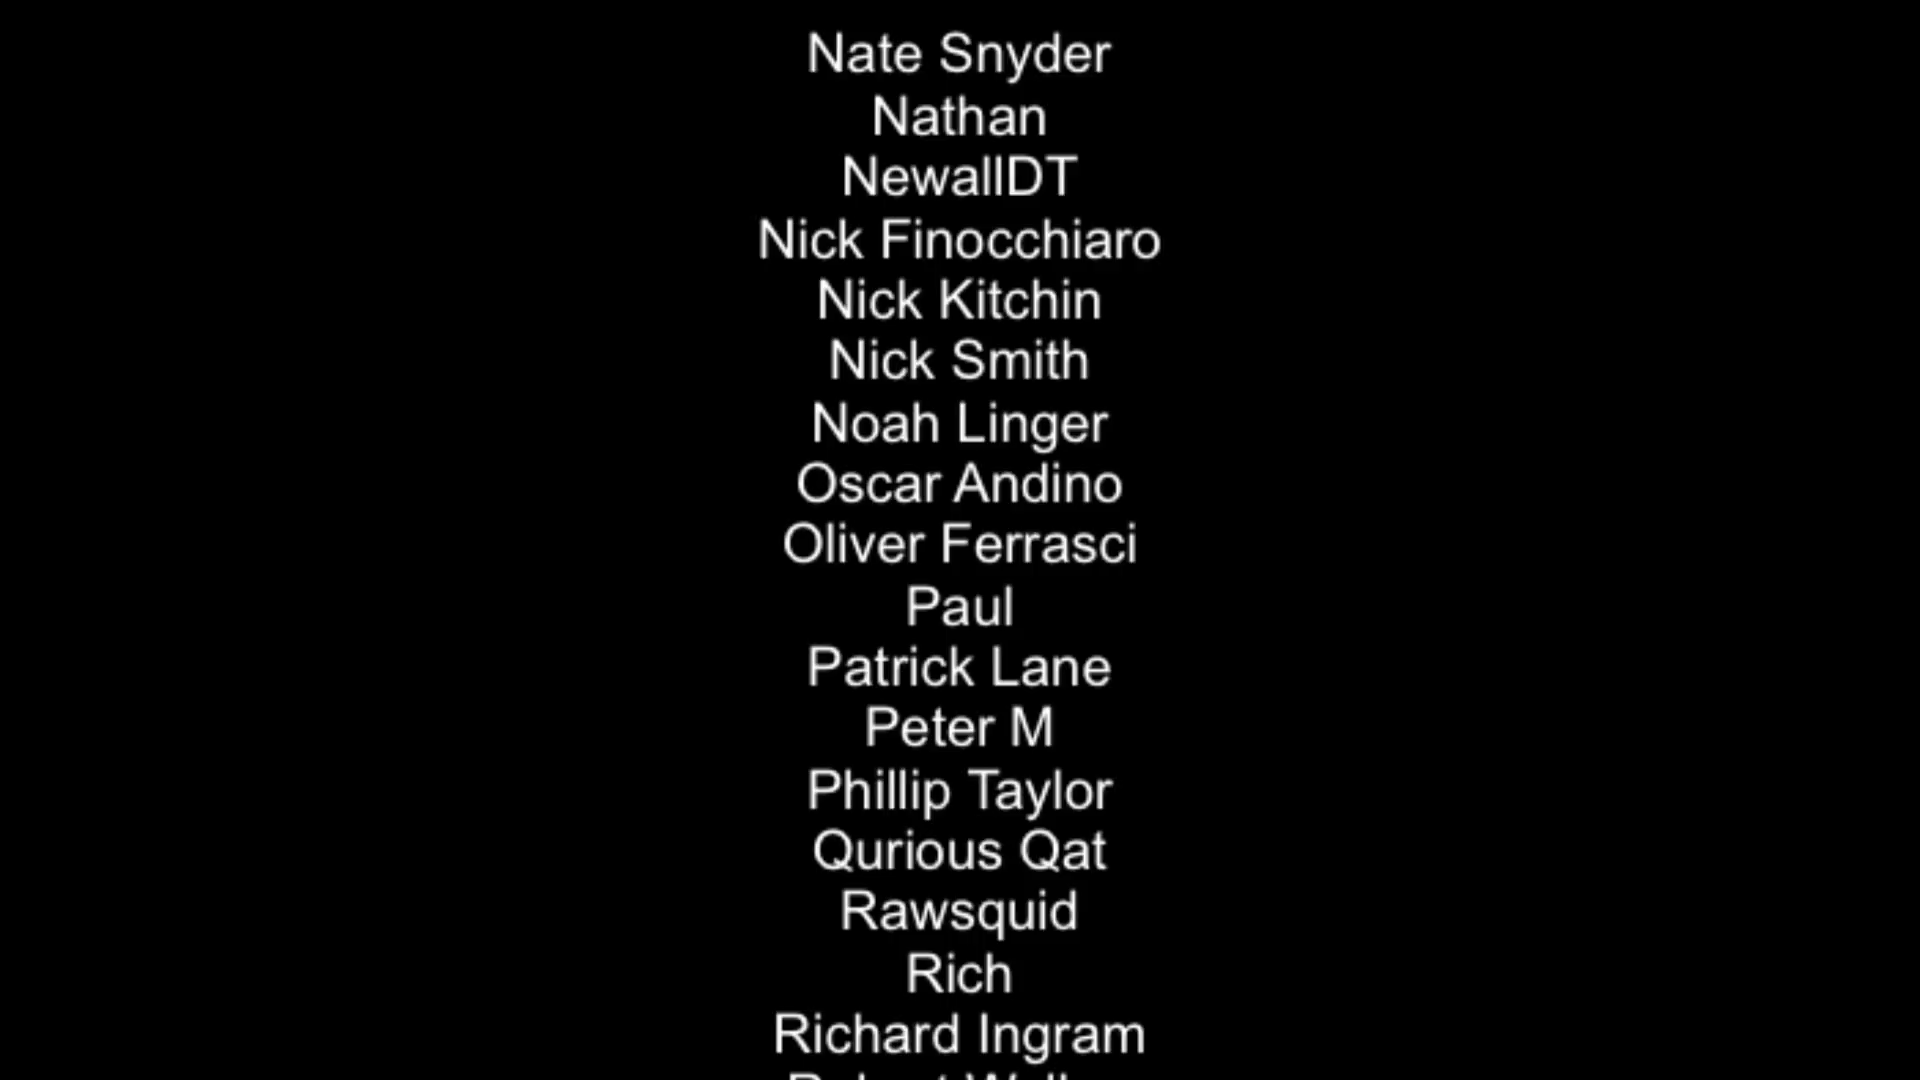 Nate Snyder
Nathan
NewallDT
Nick Finocchiaro
Nick Kitchin
Nick Smith
Noah Linger
Oscar Andino
Oliver Ferrasci
Paul
Patrick Lane
Peter M
Phillip Taylor
Qurious Qat
Rawsquid
Rich
Richard Ingram